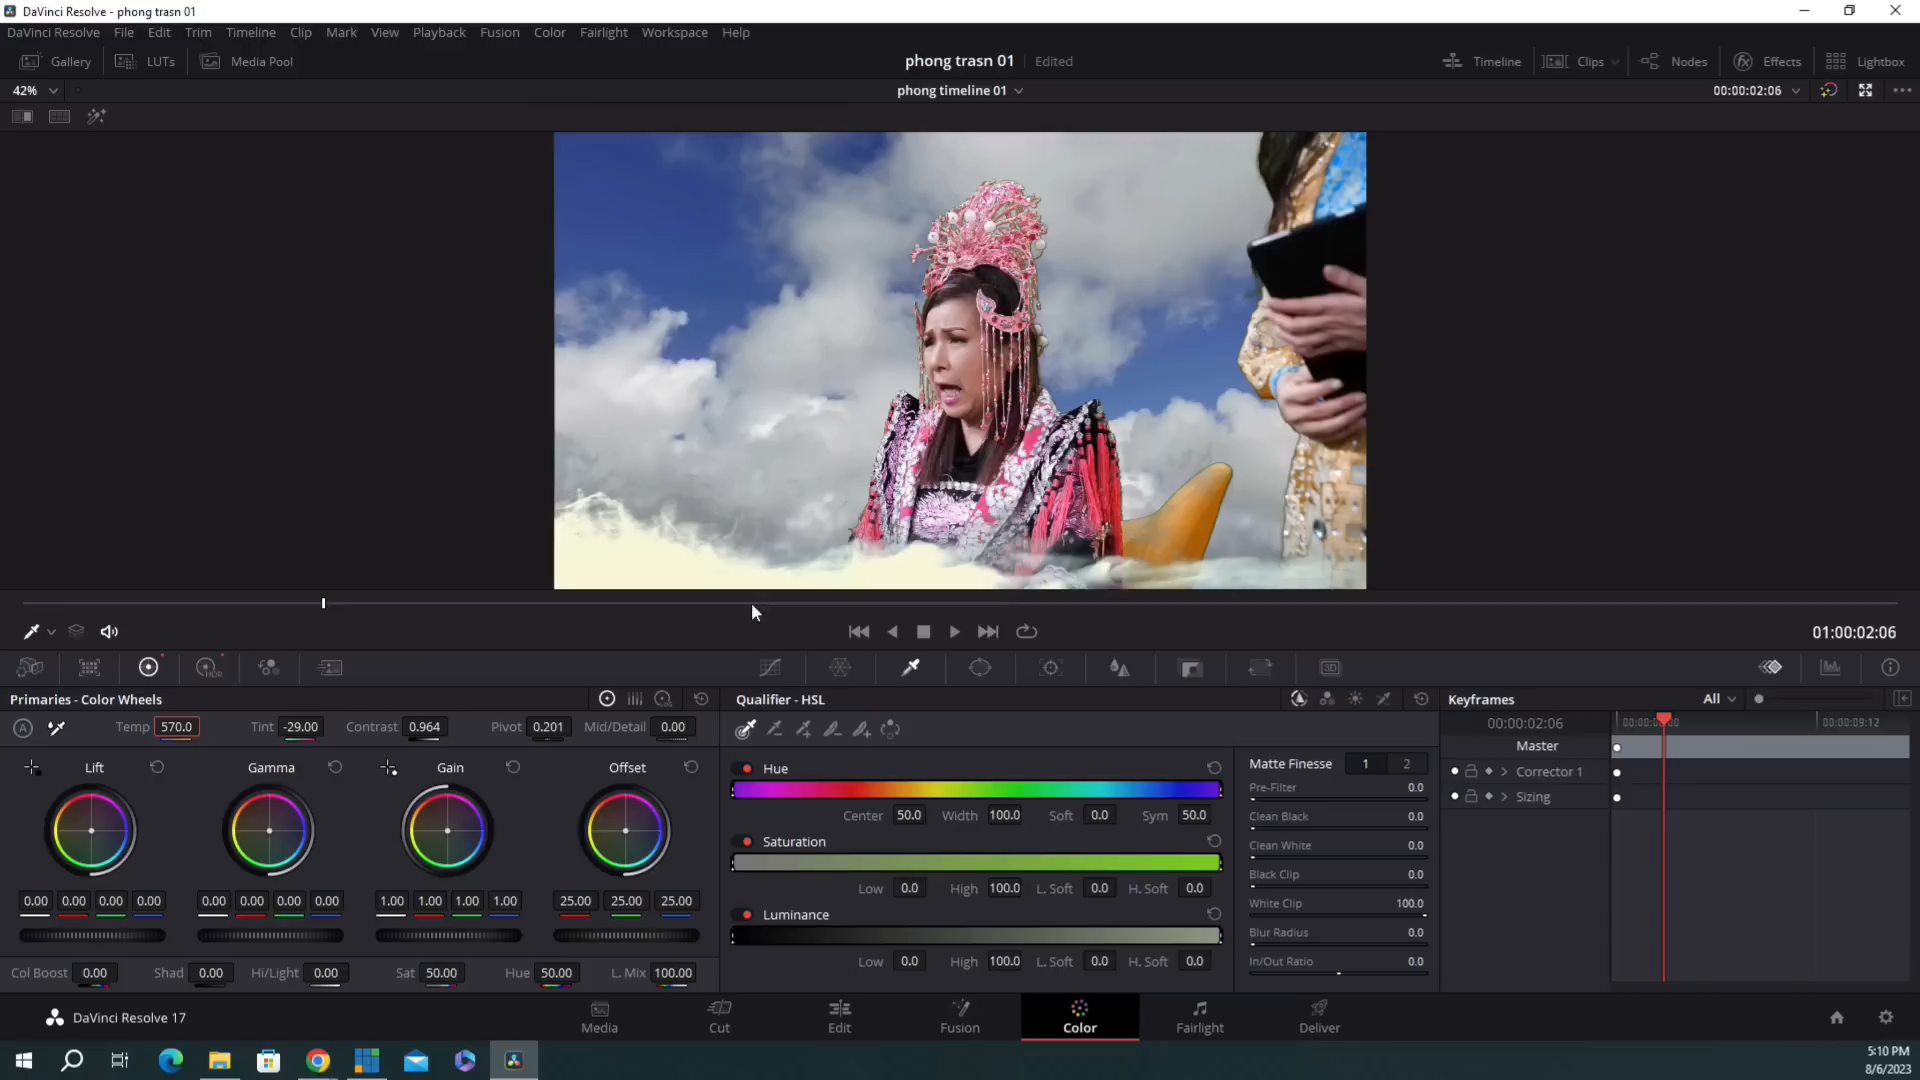 DaVinci Resolve - phong trasn 01
DaVinci Resolve File Edit Trim Timeline Clip Mark View Playback Fusion Color Fairlight Workspace Help
Gallery LUTs Media Pool phong trasn 01 Edited Timeline Clips Nodes Effects Lightbox
42% phong timeline 01 00:00:02:06
01:00:02:06
Primaries - Color Wheels Qualifier - HSL Keyframes All
Temp 570.0 Tint -29.00 Contrast 0.964 Pivot 0.201 Mid/Detail 0.00
00:00:02:06 00:00:09:12
Master
Lift Gamma Gain Offset
Hue
Center 50.0 Width 100.0 Soft 0.0 Sym 50.0
Saturation
Low 0.0 High 100.0 L. Soft 0.0 H. Soft 0.0
Luminance
Low 0.0 High 100.0 L. Soft 0.0 H. Soft 0.0
Matte Finesse 1 2
Pre-Filter 0.0
Clean Black 0.0
Clean White 0.0
Black Clip 0.0
White Clip 100.0
Blur Radius 0.0
In/Out Ratio 0.0
Corrector 1
Sizing
0.00 0.00 0.00 0.00 0.00 0.00 0.00 0.00 1.00 1.00 1.00 1.00 25.00 25.00 25.00
Col Boost 0.00 Shad 0.00 Hi/Light 0.00 Sat 50.00 Hue 50.00 L. Mix 100.00
DaVinci Resolve 17 Media Cut Edit Fusion Color Fairlight Deliver
5:10 PM
8/6/2023